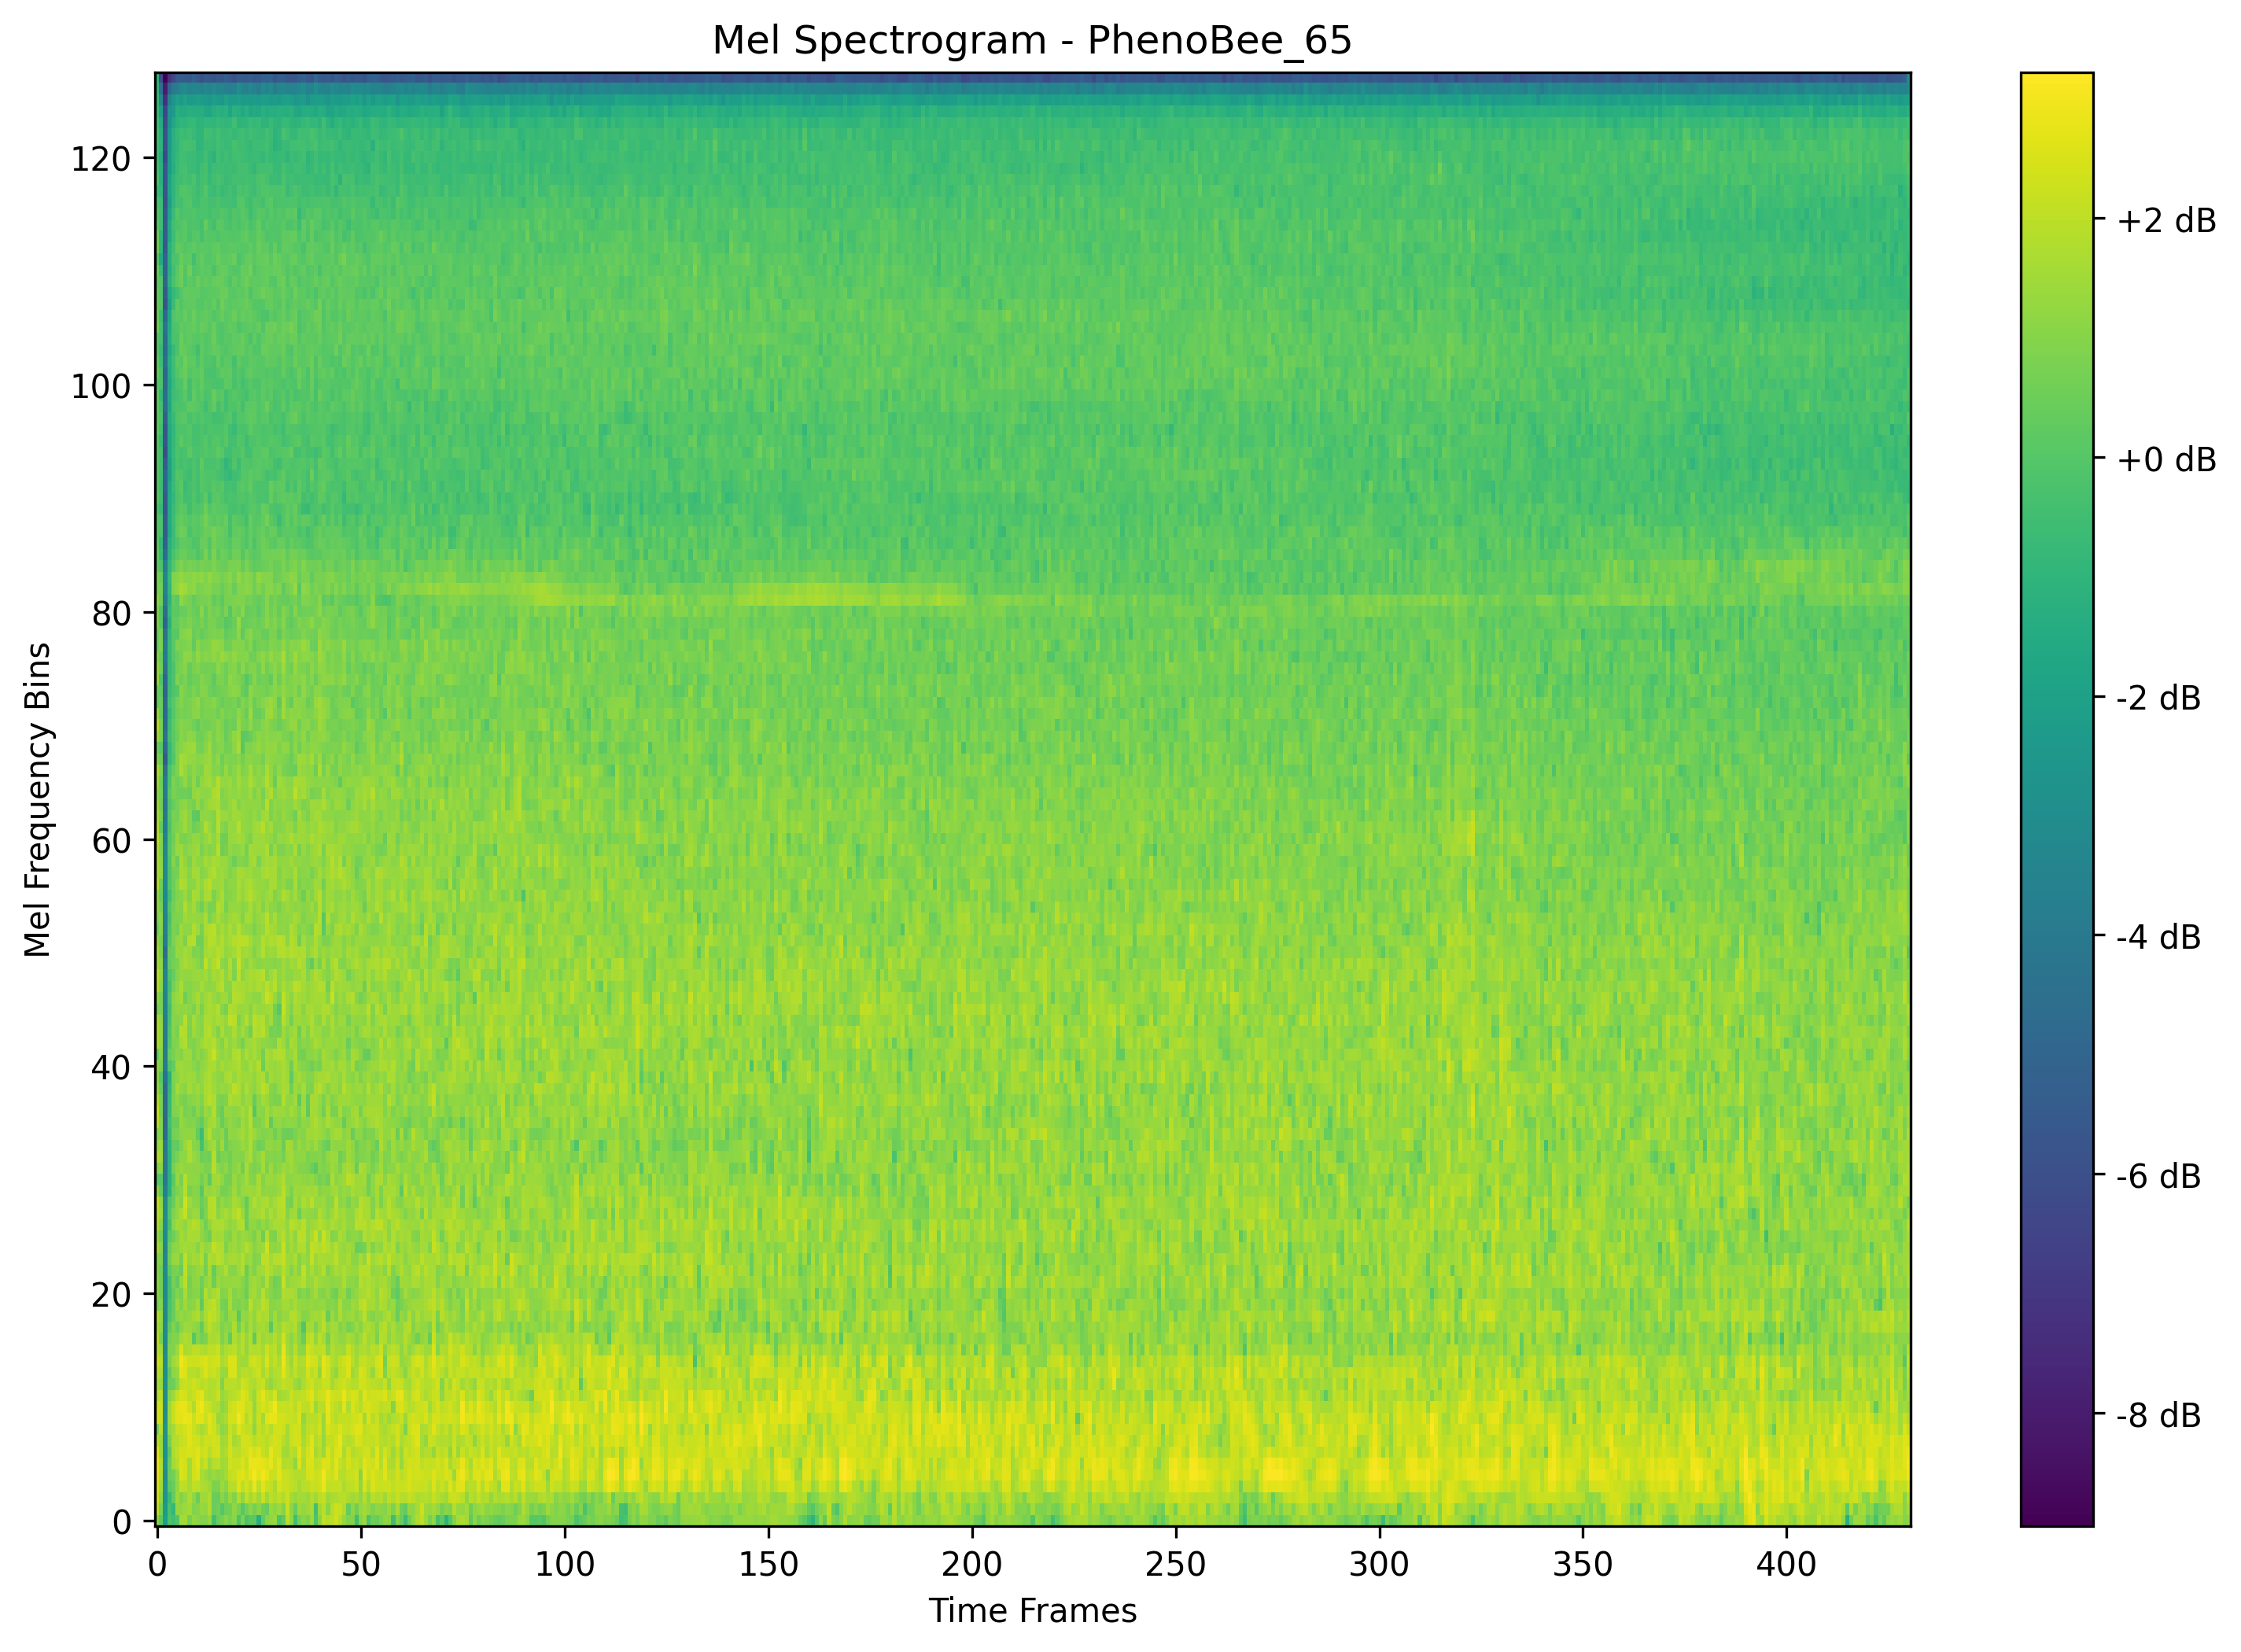 Mel Spectrogram - PhenoBee_65
Mel Frequency Bins
120
100
80
60
40
20
0
0 50 100 150 200 250 300 350 400
Time Frames
+2 dB
+0 dB
-2 dB
-4 dB
-6 dB
-8 dB